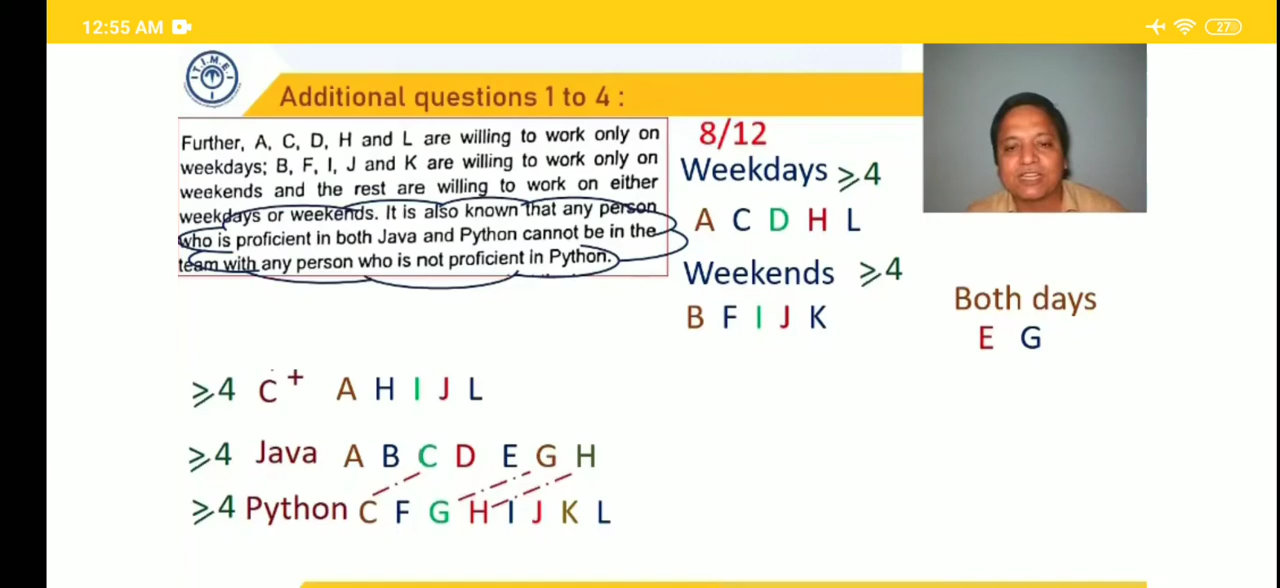 12:55 AM
27
T.I.M.E.
Additional questions 1 to 4 :
Further, A, C, D, H and L are willing to work only on
weekdays; B, F, I, J and K are willing to work only on
weekends and the rest are willing to work on either
weekdays or weekends. It is also known that any person
who is proficient in both Java and Python cannot be in the
team with any person who is not proficient in Python.
8/12
Weekdays ⩾4
A C D H L
Weekends ⩾4
B F I J K
Both days
E G
⩾4 C + A H I J L
⩾4 Java A B C D E G H
⩾4 Python C F G H I J K L